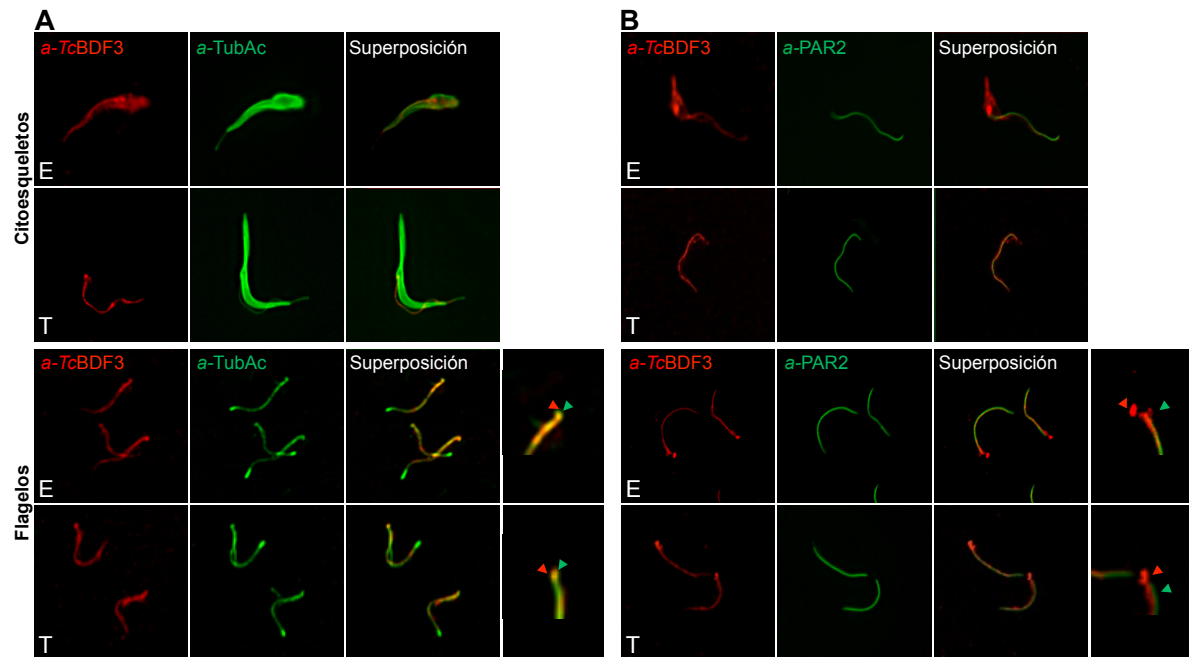 A
B
a-TcBDF3 a-TubAc Superposición
a-TcBDF3 a-PAR2 Superposición
Citoesqueletos
E
E
T
T
a-TcBDF3 a-TubAc Superposición
a-TcBDF3 a-PAR2 Superposición
Flagelos
E
E
T
T